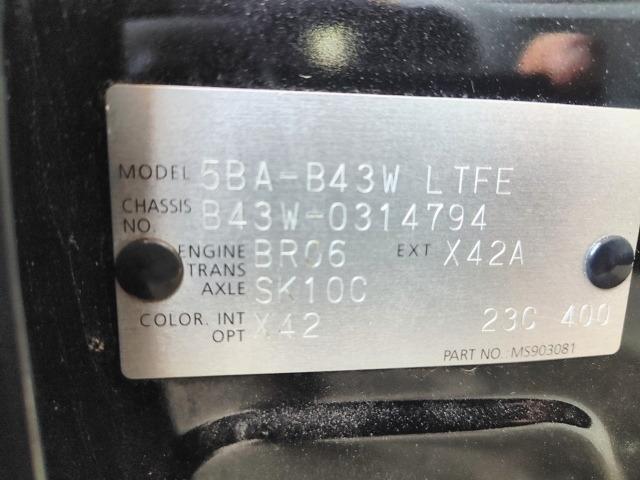 MODEL 5BA-B43W LTFE
CHASSIS NO. B43W-0314794
ENGINE BR06 EXT X42A
TRANS AXLE SK10C
COLOR. INT X42 23C 400
OPT
PART NO.: MS903081